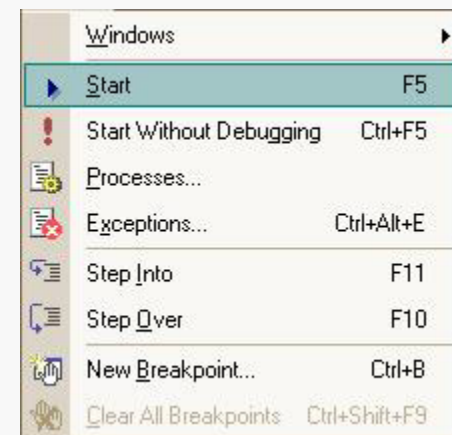 Windows
Start F5
Start Without Debugging Ctrl+F5
Processes...
Exceptions... Ctrl+Alt+E
Step Into F11
Step Over F10
New Breakpoint... Ctrl+B
Clear All Breakpoints Ctrl+Shift+F9